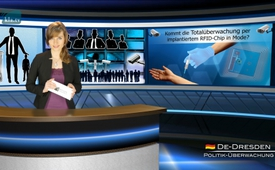 Kommt die Totalüberwachung per
implantiertem RFID-Chip in Mode?
DE-Dresden
Politik-Überwachung